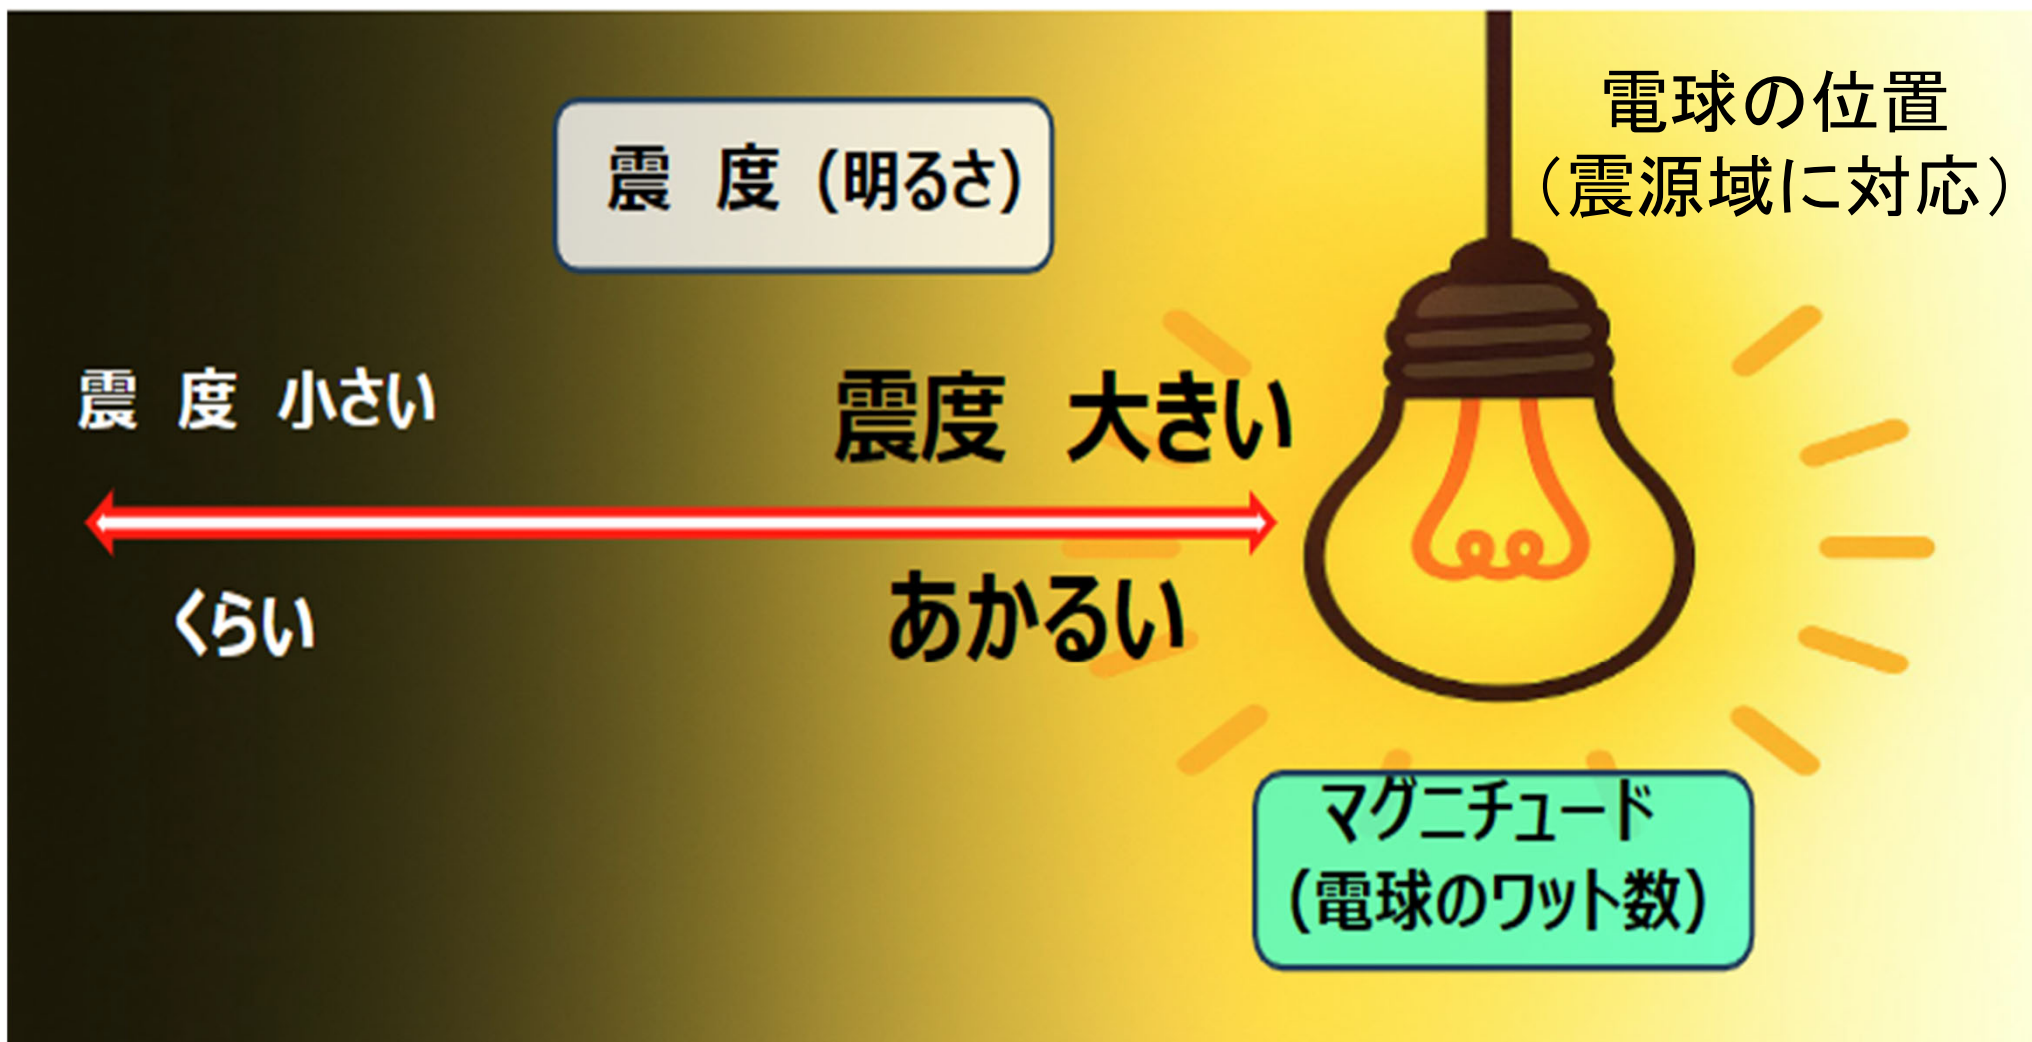 電球の位置
（震源域に対応）
震　度（明るさ）
震　度　小さい
震度　大きい
くらい
あかるい
マグニチュード
（電球のワット数）